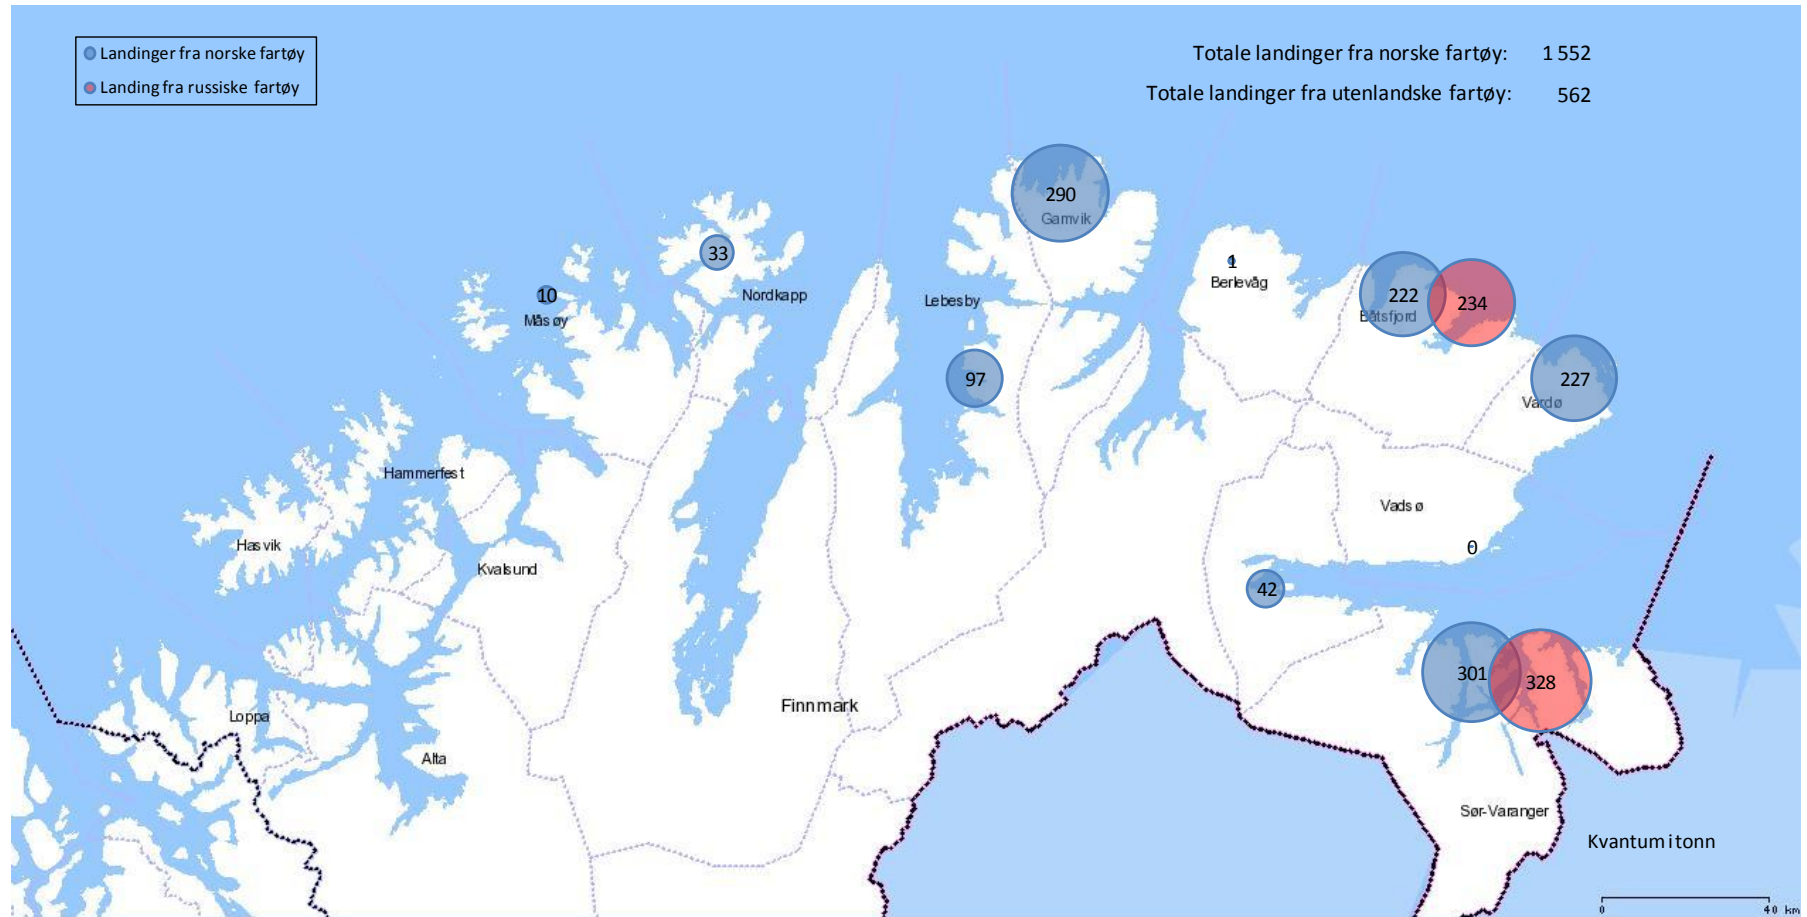 Landinger fra norske fartøy
Landing fra russiske fartøy
Totale landinger fra norske fartøy: 1 552
Totale landinger fra utenlandske fartøy: 562
290
Gamvik
33
Nordkapp
10
Måsøy
Lebesby
1
Berlevåg
222
234
Båtsfjord
97
227
Vardø
Hammerfest
Vadsø
Hasvik
Kvalsund
0
42
301
328
Finnmark
Loppa
Alta
Sør-Varanger
Kvantum i tonn
0 40 km